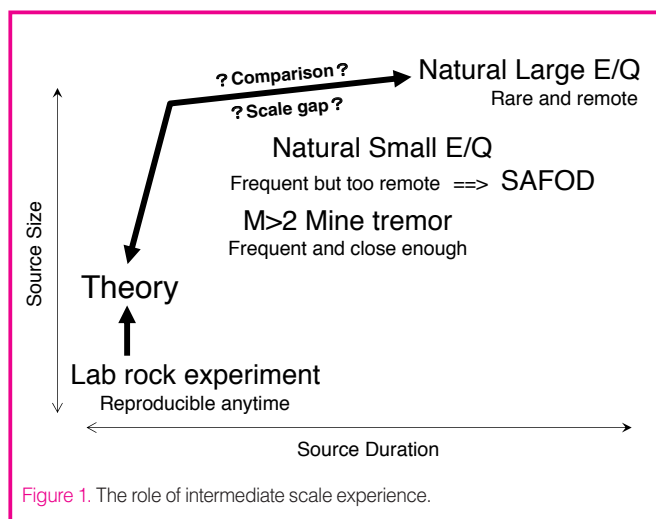 ? Comparison ?
Natural Large E/Q
? Scale gap ?
Rare and remote
Natural Small E/Q
Frequent but too remote ==> SAFOD
M>2 Mine tremor
Frequent and close enough
Source Size
Theory
Lab rock experiment
Reproducible anytime
Source Duration
Figure 1. The role of intermediate scale experience.